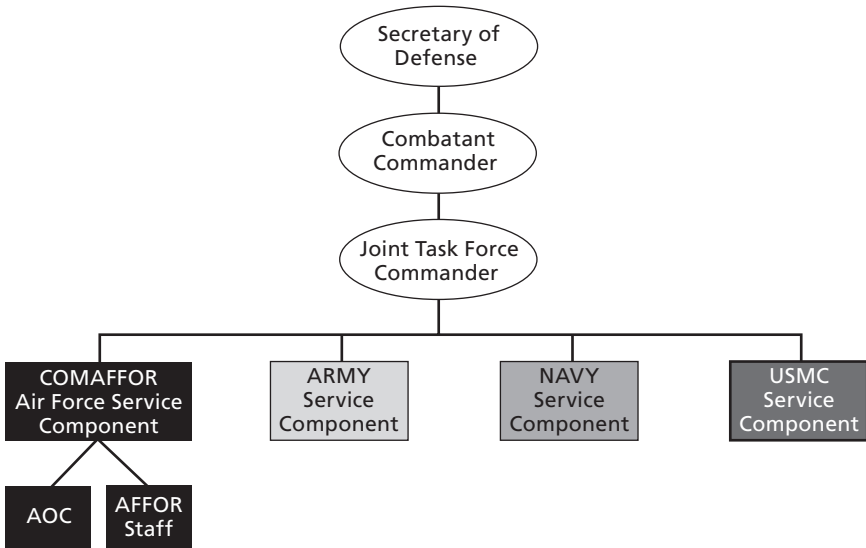 Secretary of
Defense
Combatant
Commander
Joint Task Force
Commander
COMAFFOR
Air Force Service
Component
ARMY
Service
Component
NAVY
Service
Component
USMC
Service
Component
AOC
AFFOR
Staff